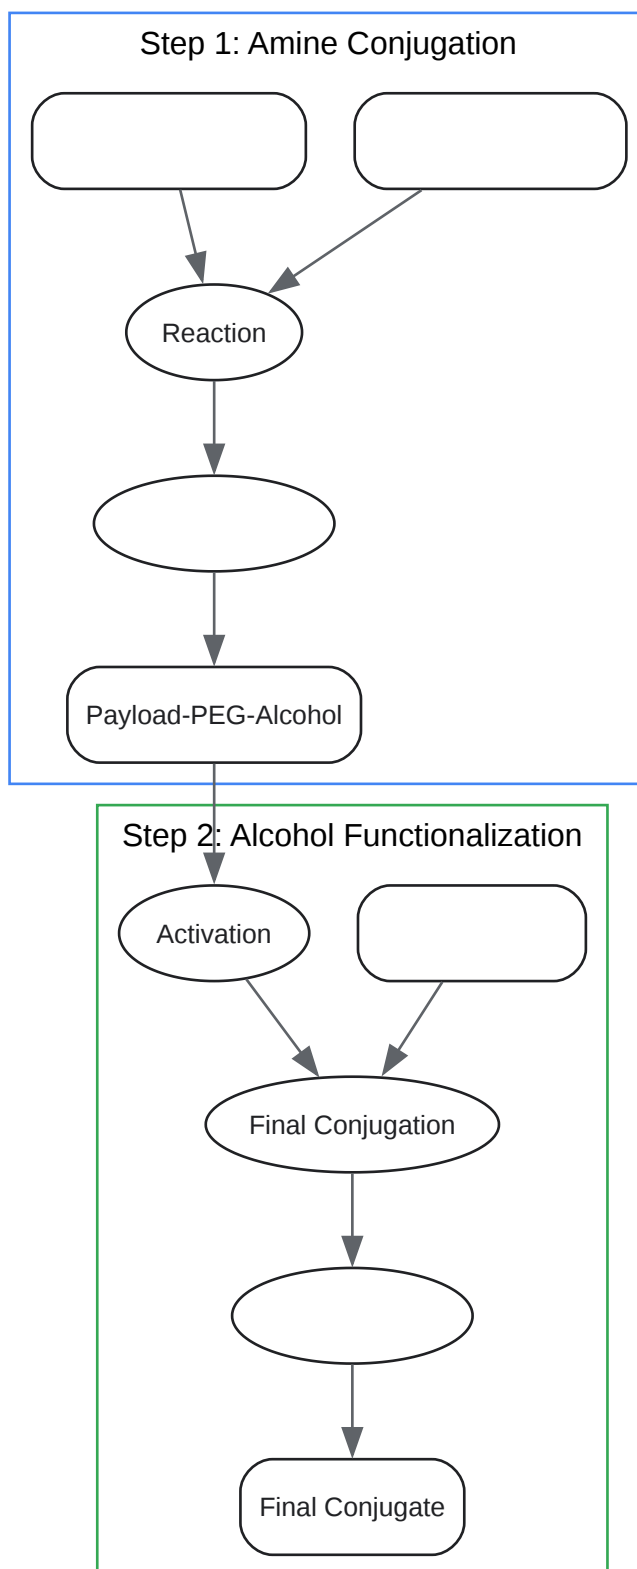 Step 1: Amine Conjugation
Reaction
Payload-PEG-Alcohol
Step 2: Alcohol Functionalization
Activation
Final Conjugation
Final Conjugate